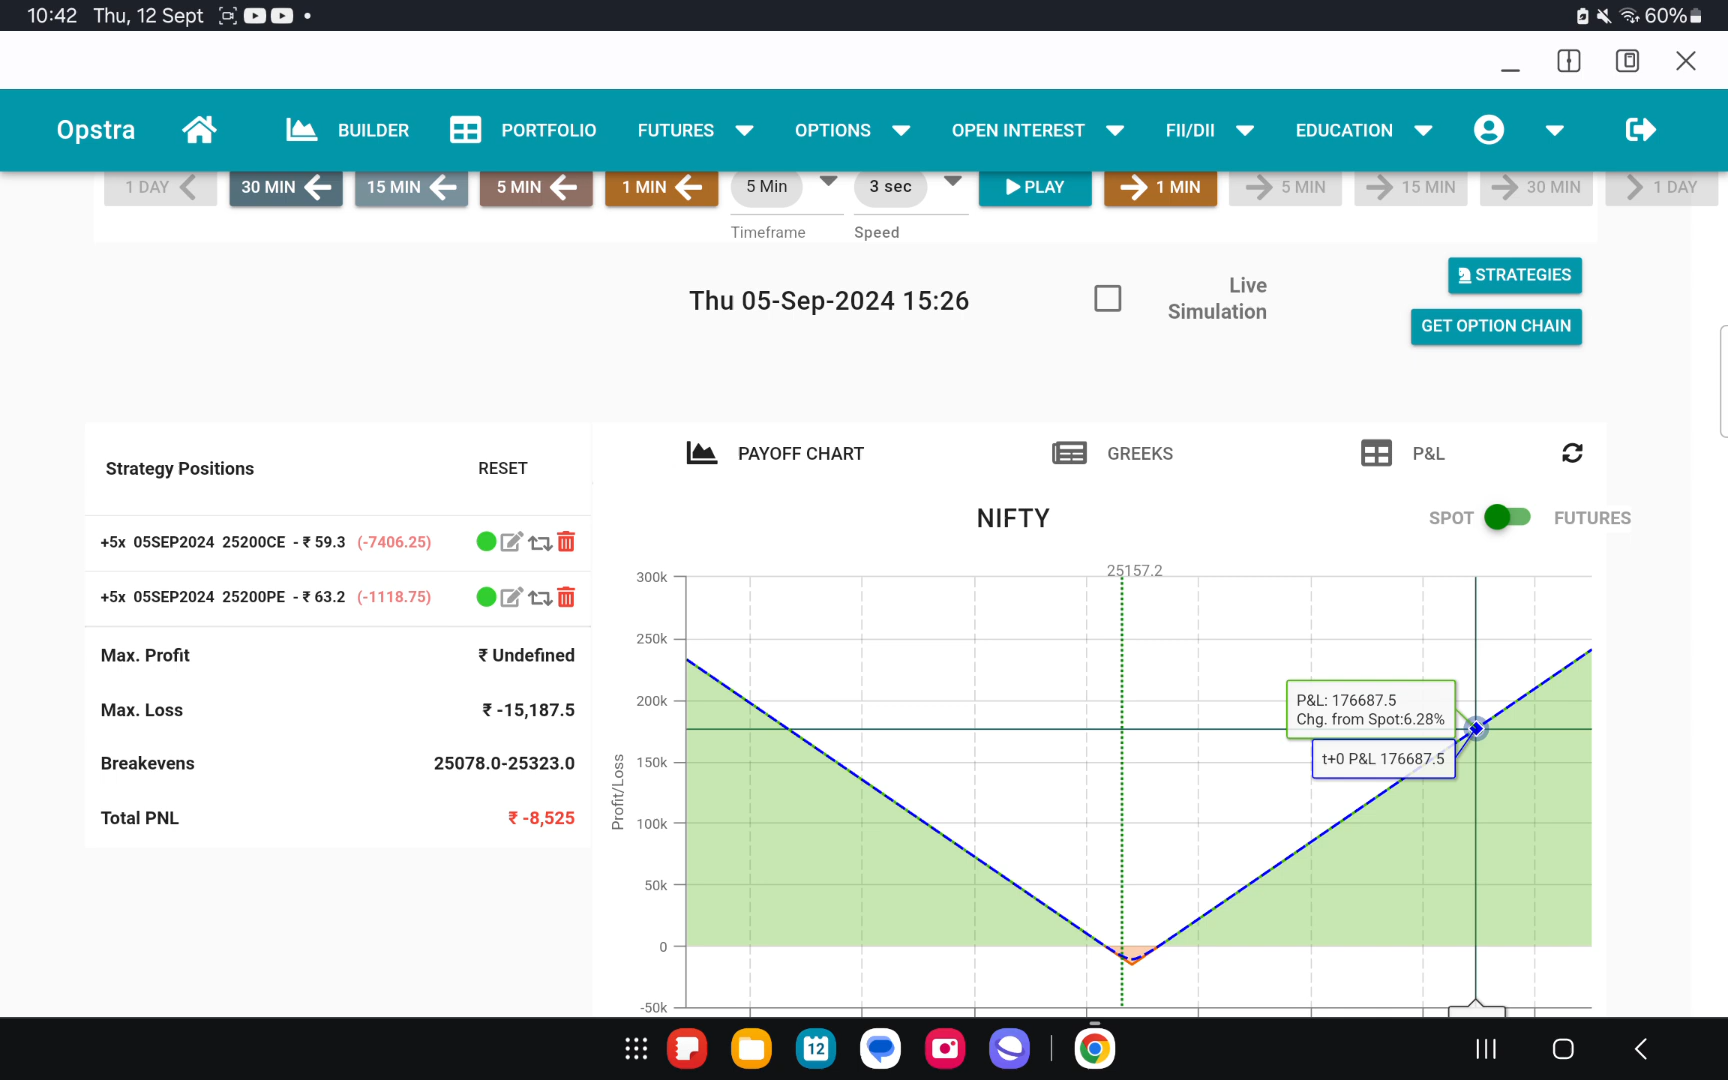 10:42 Thu, 12 Sept
60%
Opstra
BUILDER
PORTFOLIO
FUTURES
OPTIONS
OPEN INTEREST
FII/DII
EDUCATION
1 DAY
30 MIN
15 MIN
5 MIN
1 MIN
5 Min
3 sec
PLAY
1 MIN
5 MIN
15 MIN
30 MIN
1 DAY
Timeframe
Speed
Thu 05-Sep-2024 15:26
Live
Simulation
STRATEGIES
GET OPTION CHAIN
Strategy Positions
RESET
+5x 05SEP2024 25200CE - ₹ 59.3 (-7406.25)
+5x 05SEP2024 25200PE - ₹ 63.2 (-1118.75)
Max. Profit
₹ Undefined
Max. Loss
₹ -15,187.5
Breakevens
25078.0-25323.0
Total PNL
₹ -8,525
PAYOFF CHART
GREEKS
P&L
NIFTY
SPOT
FUTURES
25157.2
300k
250k
200k
150k
100k
50k
0
-50k
Profit/Loss
P&L: 176687.5
Chg. from Spot:6.28%
t+0 P&L 176687.5
12